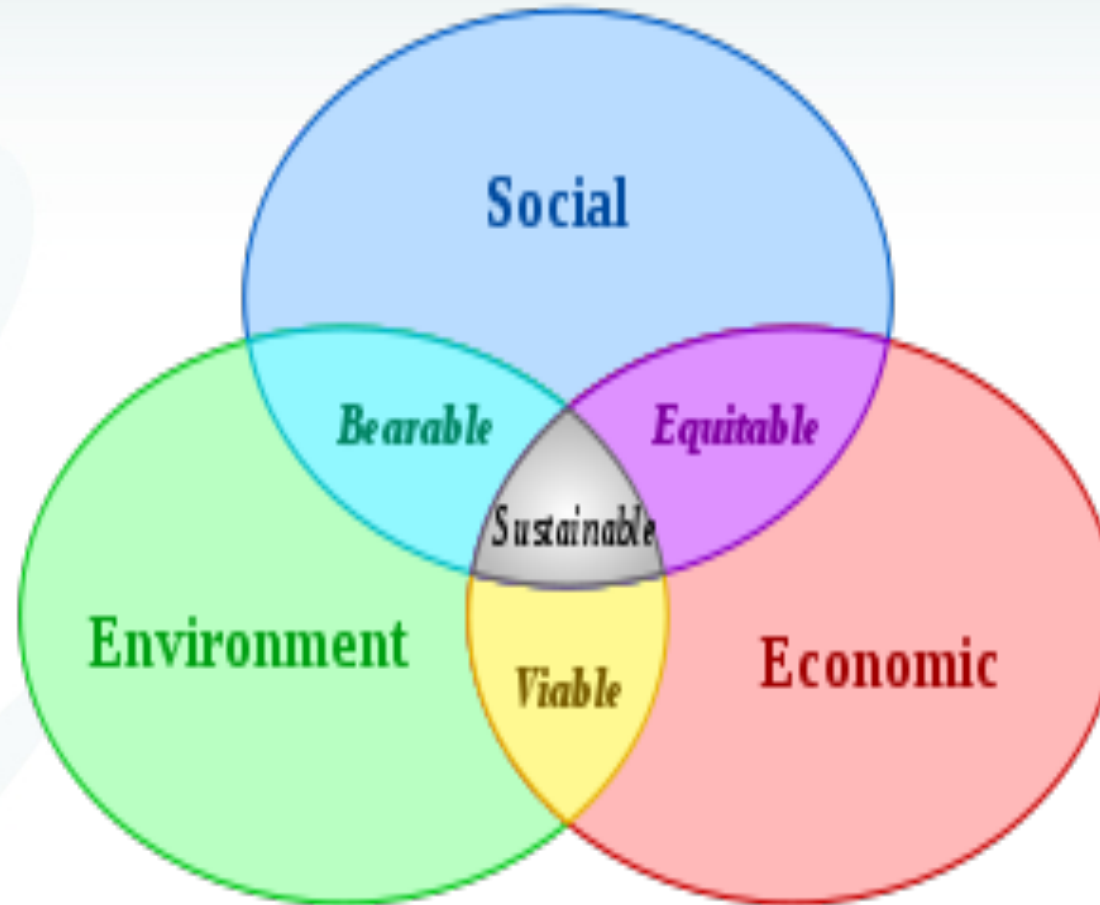 Social
Bearable
Equitable
Sustainable
Environment
Economic
Viable